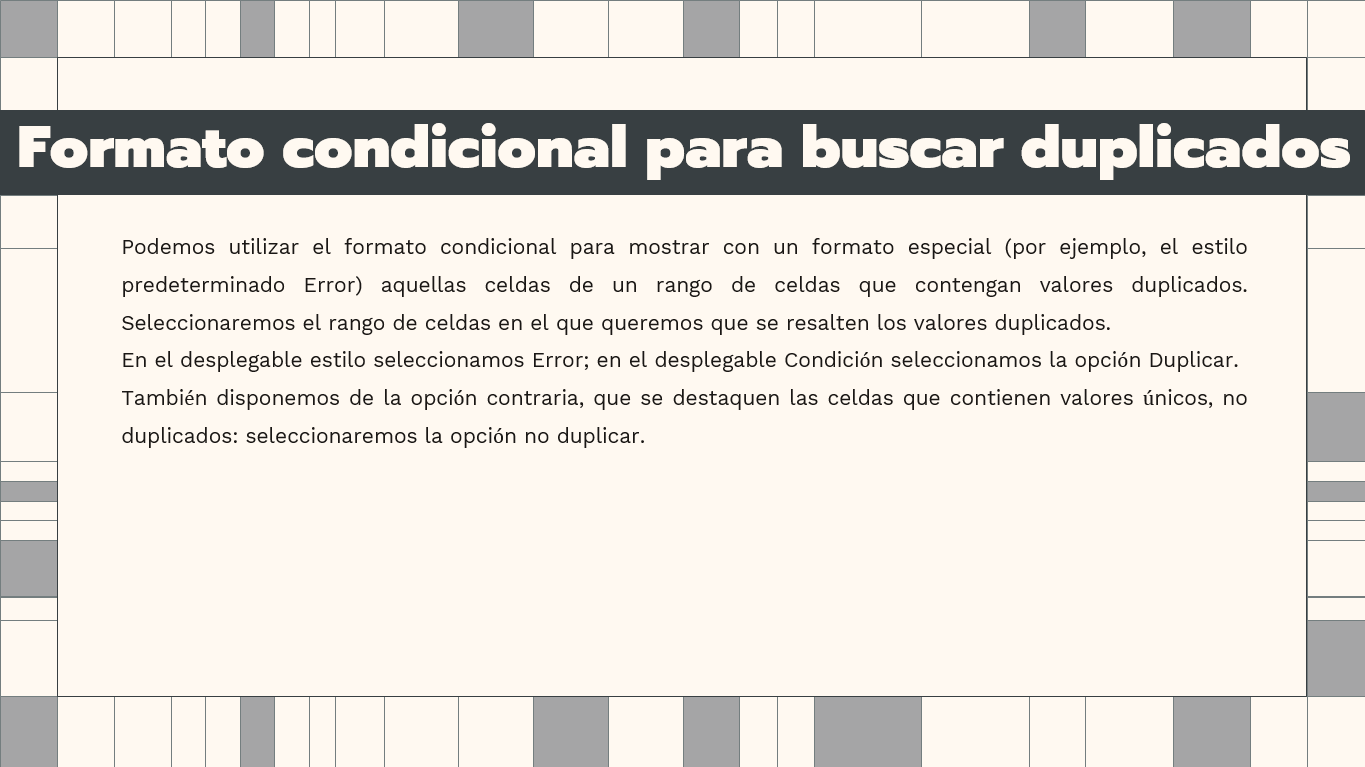 Formato condicional para buscar duplicados
Podemos utilizar el formato condicional para mostrar con un formato especial (por ejemplo, el estilo
predeterminado Error) aquellas celdas de un rango de celdas que contengan valores duplicados.
Seleccionaremos el rango de celdas en el que queremos que se resalten los valores duplicados.
En el desplegable estilo seleccionamos Error; en el desplegable Condición seleccionamos la opción Duplicar.
También disponemos de la opción contraria, que se destaquen las celdas que contienen valores únicos, no
duplicados: seleccionaremos la opción no duplicar.